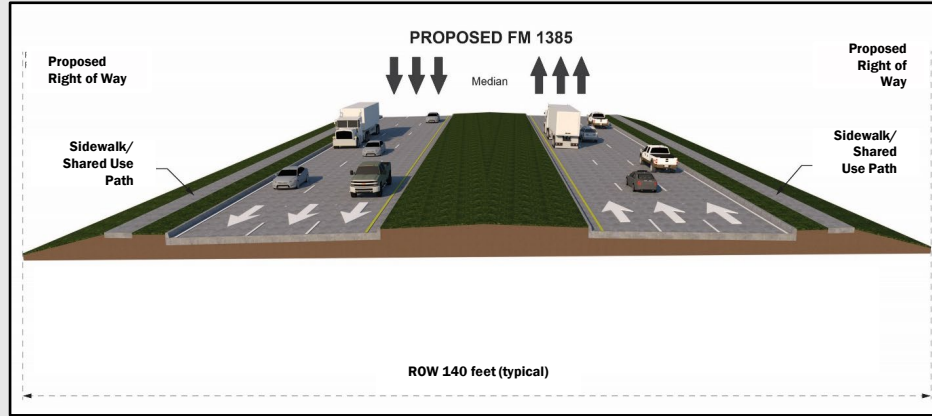 PROPOSED FM 1385
Proposed
Right of Way
Median
Proposed
Right of
Way
Sidewalk/
Shared Use
Path
Sidewalk/
Shared
Use Path
ROW 140 feet (typical)